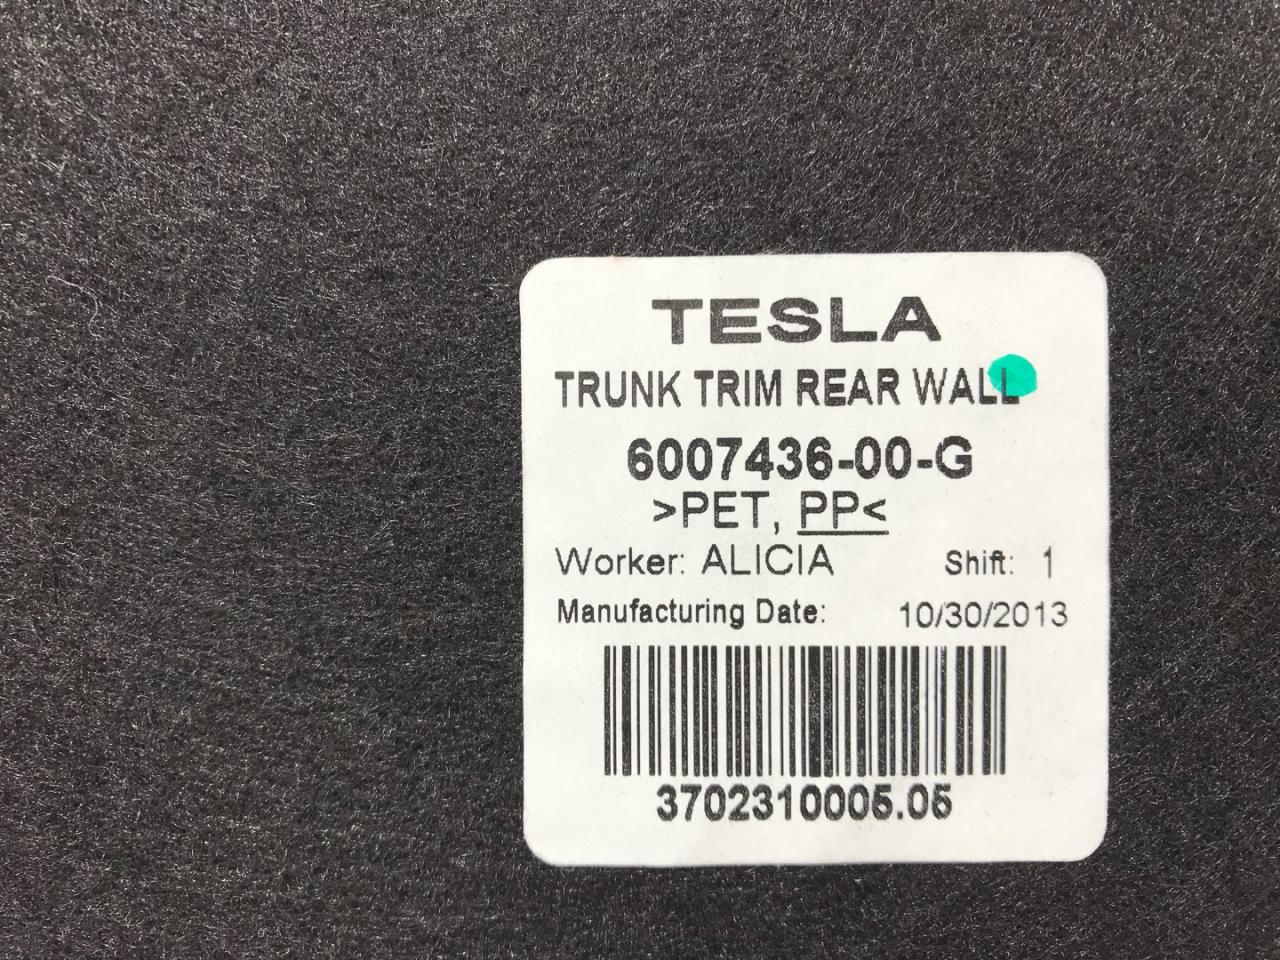 TESLA
TRUNK TRIM REAR WALL
6007436-00-G
>PET, PP<
Worker: ALICIA Shift: 1
Manufacturing Date: 10/30/2013
3702310005.05